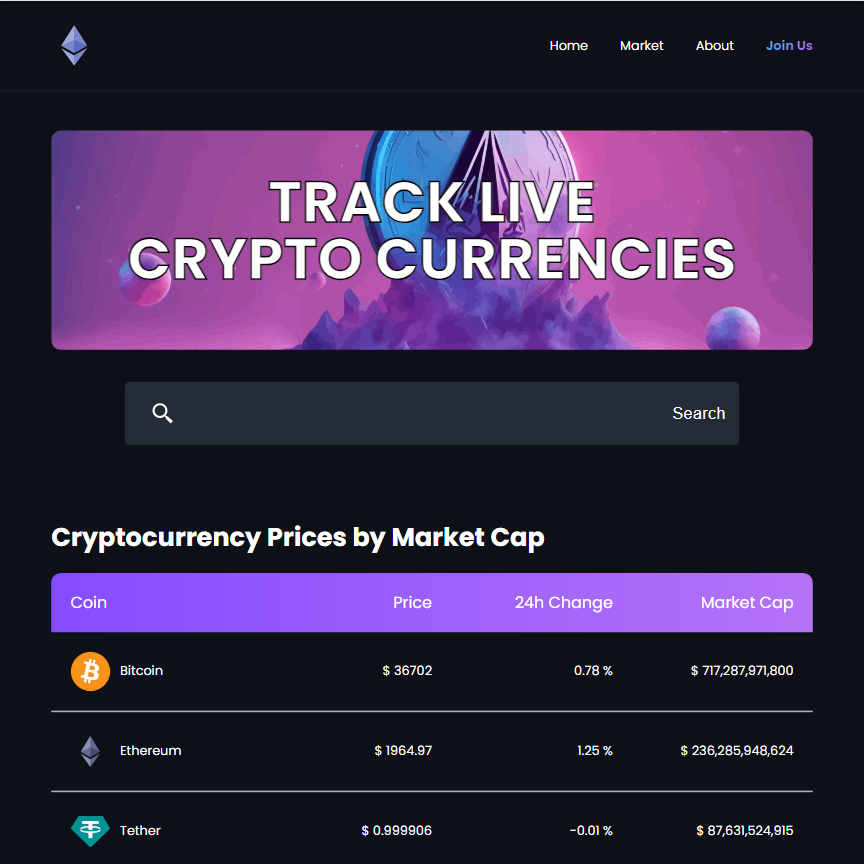 Home Market About Join Us
TRACK LIVE
CRYPTO CURRENCIES
Search
Cryptocurrency Prices by Market Cap
Coin Price 24h Change Market Cap
Bitcoin $ 36702 0.78 % $ 717,287,971,800
Ethereum $ 1964.97 1.25 % $ 236,285,948,624
Tether $ 0.999906 -0.01 % $ 87,631,524,915